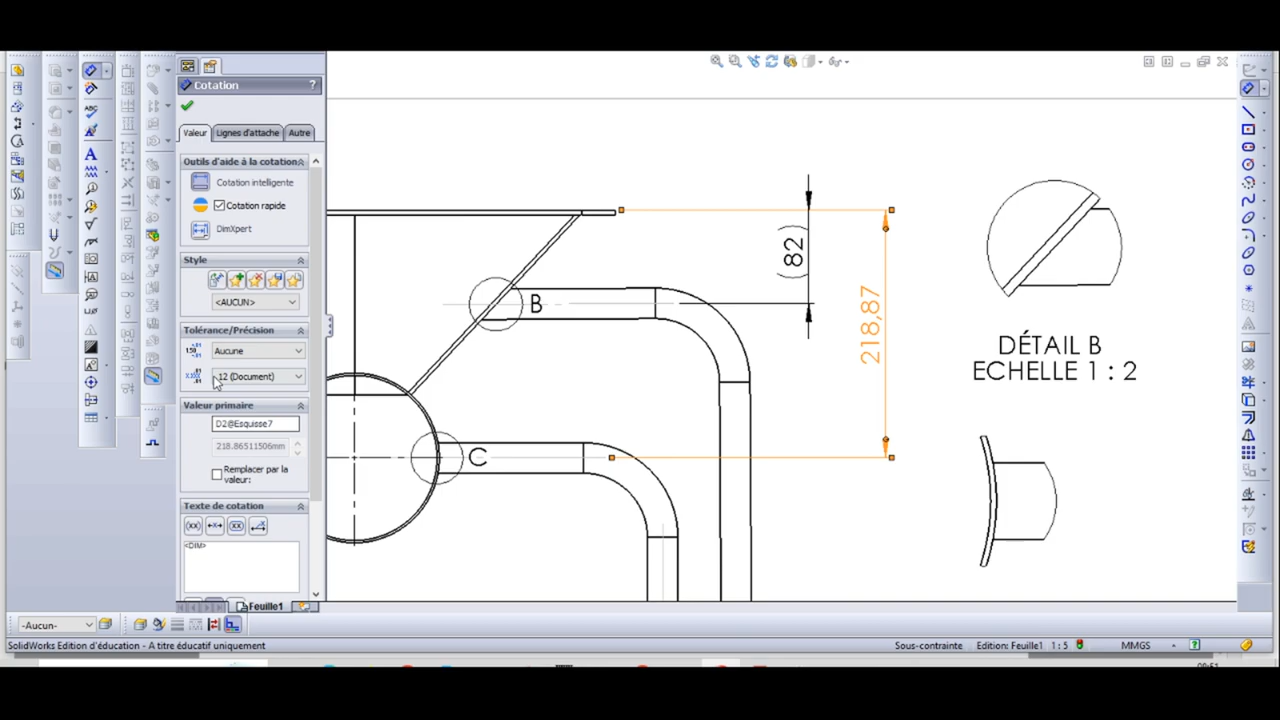 Cotation ?
Valeur Lignes d'attache Autre
Outils d'aide à la cotation
Cotation intelligente
Cotation rapide
DimXpert
Style
<AUCUN>
Tolérance/Précision
Aucune
.12 (Document)
Valeur primaire
D2@Esquisse7
218.86511506mm
Remplacer par la
valeur:
Texte de cotation
<DIM>
Feuille1
B
C
(82)
218,87
DÉTAIL B
ECHELLE 1 : 2
-Aucun-
SolidWorks Edition d'éducation - A titre éducatif uniquement
Sous-contrainte
Edition: Feuille1
1 : 5
MMGS